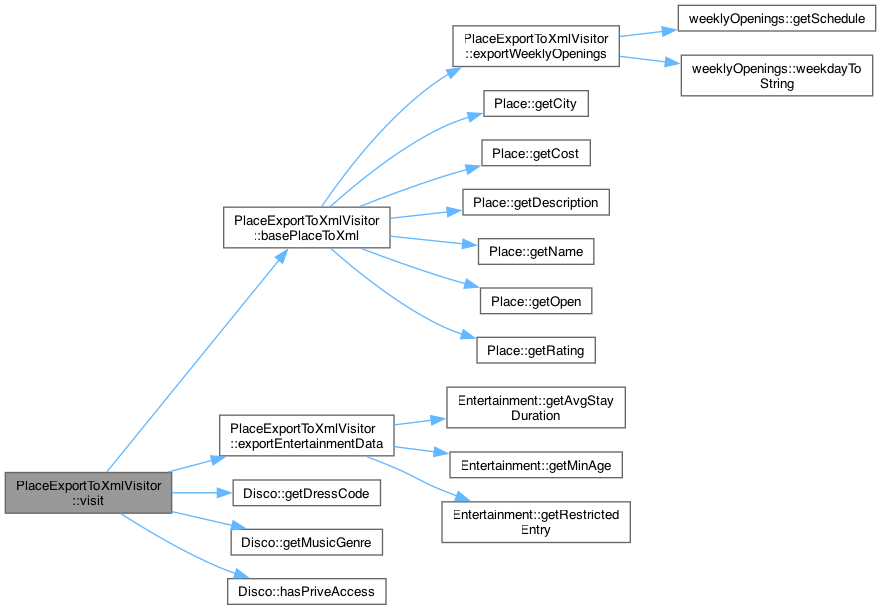 weeklyOpenings::getSchedule
PlaceExportToXmlVisitor
::exportWeeklyOpenings
weeklyOpenings::weekdayTo
String
Place::getCity
Place::getCost
Place::getDescription
PlaceExportToXmlVisitor
::basePlaceToXml
Place::getName
Place::getOpen
Place::getRating
Entertainment::getAvgStay
Duration
PlaceExportToXmlVisitor
::exportEntertainmentData
Entertainment::getMinAge
PlaceExportToXmlVisitor
::visit
Disco::getDressCode
Entertainment::getRestricted
Entry
Disco::getMusicGenre
Disco::hasPriveAccess